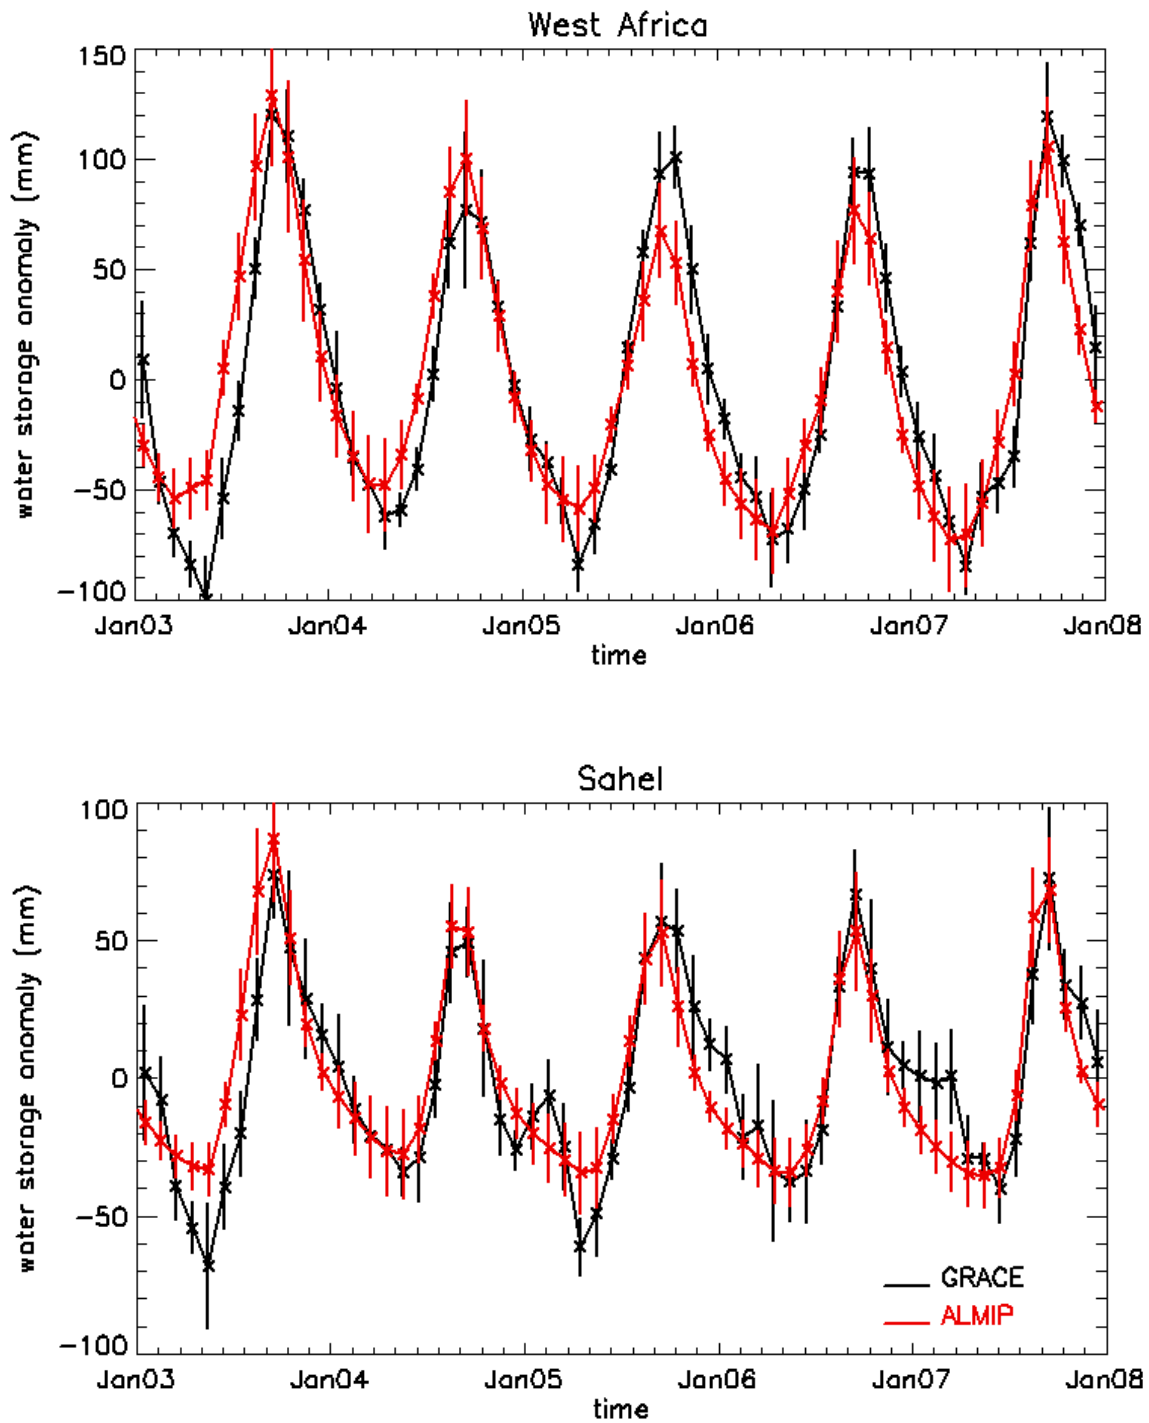 West Africa
150
100
50
0
-50
-100
water storage anomaly (mm)
Jan03 Jan04 Jan05 Jan06 Jan07 Jan08
time
Sahel
100
50
0
-50
-100
water storage anomaly (mm)
GRACE
ALMIP
Jan03 Jan04 Jan05 Jan06 Jan07 Jan08
time